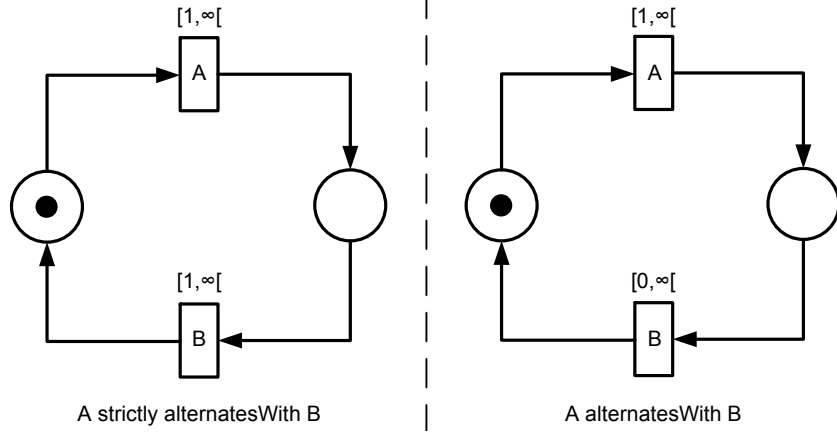 [1,∞[
A
[1,∞[
B
A strictly alternatesWith B
[1,∞[
A
[0,∞[
B
A alternatesWith B